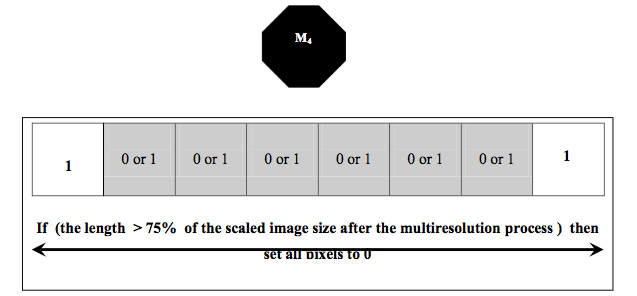 M4
1 0 or 1 0 or 1 0 or 1 0 or 1 0 or 1 0 or 1 1
If (the length > 75% of the scaled image size after the multiresolution process ) then
set all pixels to 0